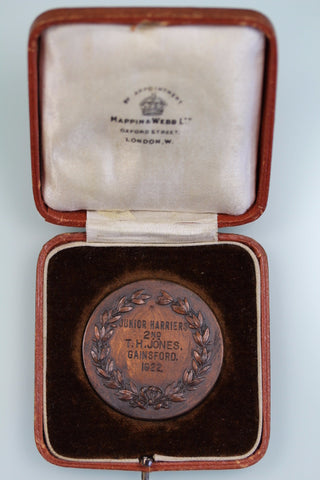 BY APPOINTMENT
MAPPIN & WEBB LTD
OXFORD STREET,
LONDON, W.
JUNIOR HARRIERS
2ND
T.H. JONES.
GAINSFORD.
1922.